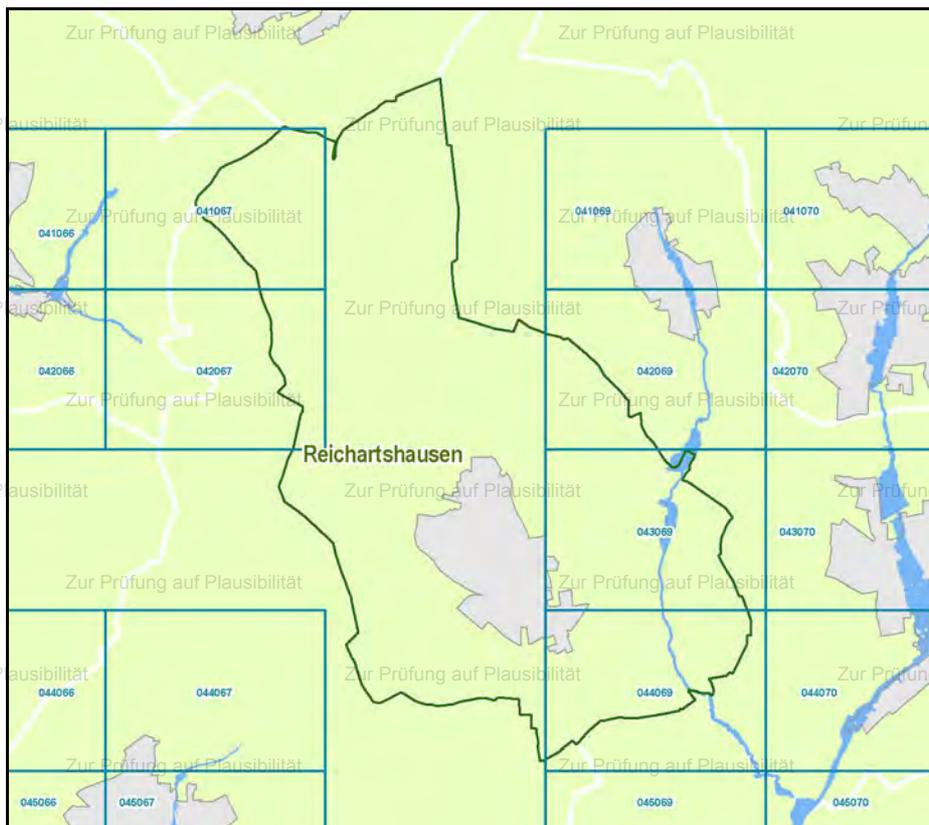 Zur Prüfung auf Plausibilität Zur Prüfung auf Plausibilität
Plausibilität Zur Prüfung auf Plausibilität Zur Prüfun
041067 041069 041070
Zur Prüfung auf Plausibilität Zur Prüfung auf Plausibilität
041066
Plausibilität Zur Prüfung auf Plausibilität Zur Prüfun
042066 042067 042069 042070
Zur Prüfung auf Plausibilität Zur Prüfung auf Plausibilität
Reichartshausen
Plausibilität Zur Prüfung auf Plausibilität Zur Prüfun
043069 043070
Zur Prüfung auf Plausibilität Zur Prüfung auf Plausibilität
Plausibilität Zur Prüfung auf Plausibilität Zur Prüfun
044066 044067 044069 044070
Zur Prüfung auf Plausibilität Zur Prüfung auf Plausibilität
045066 045067 045069 045070